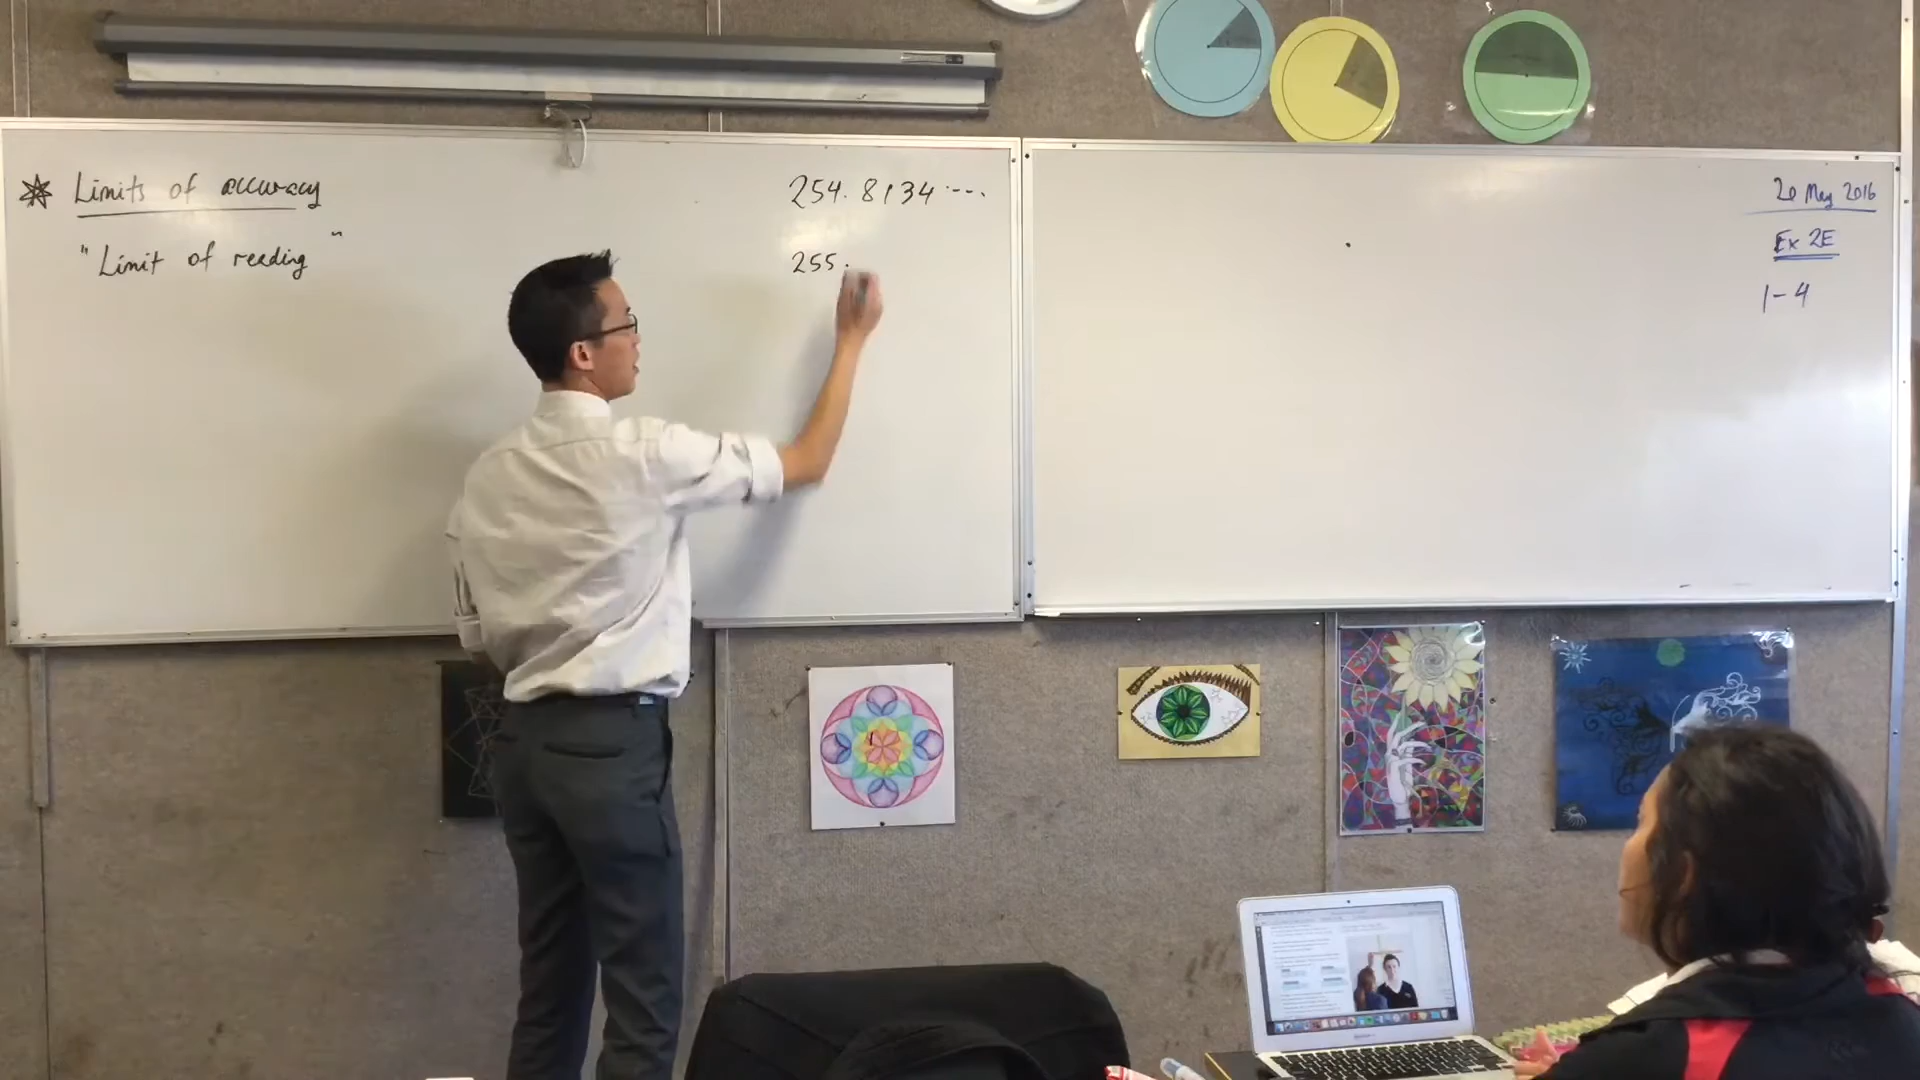 Limits of accuracy
"Limit of reading"
254.8134....
255.
20 May 2016
Ex 2E
1-4